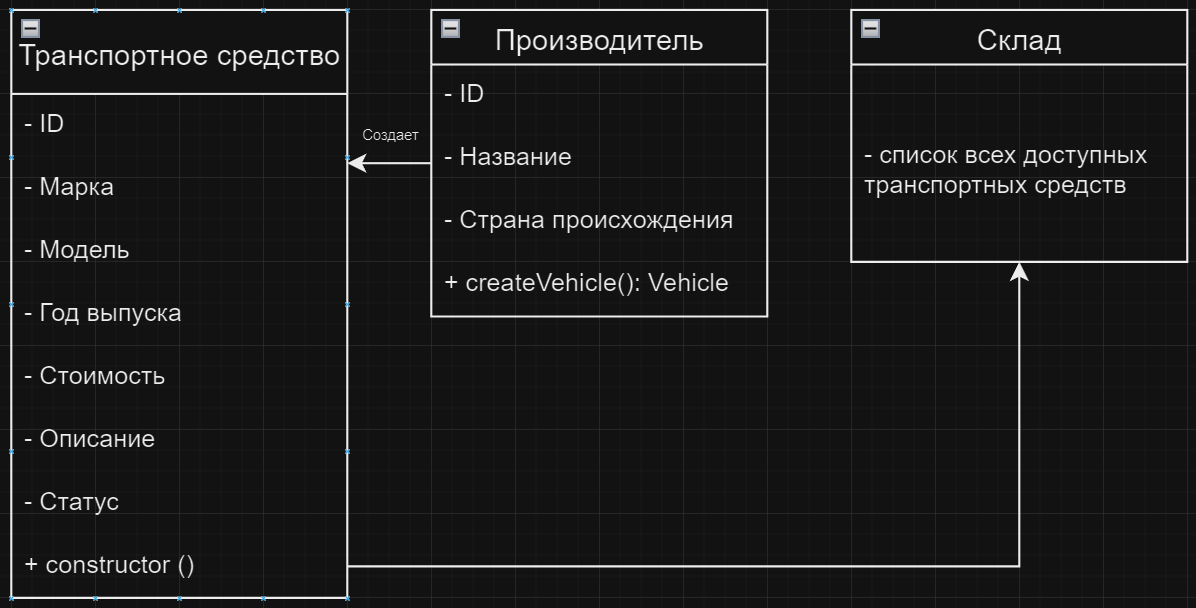 Транспортное средство
- ID
- Марка
- Модель
- Год выпуска
- Стоимость
- Описание
- Статус
+ constructor ()
Создает
Производитель
- ID
- Название
- Страна происхождения
+ createVehicle(): Vehicle
Склад
- список всех доступных
транспортных средств